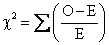 χ² = ∑(O−E / E)